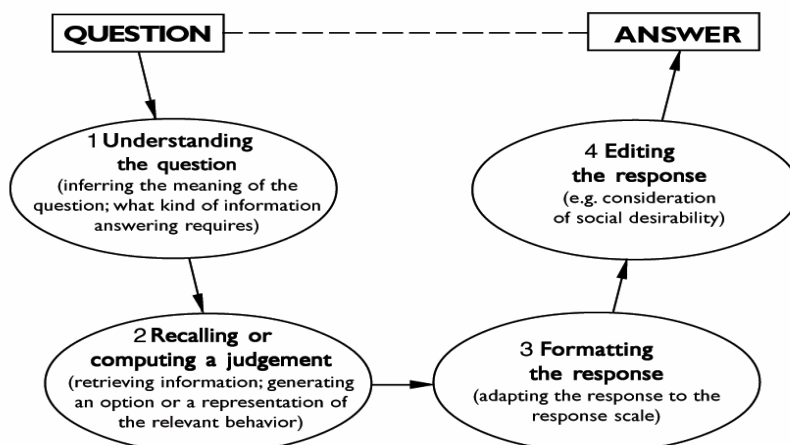 QUESTION
ANSWER
1 Understanding
the question
(inferring the meaning of the
question; what kind of information
answering requires)
4 Editing
the response
(e.g. consideration
of social desirability)
2 Recalling or
computing a judgement
(retrieving information; generating
an option or a representation of
the relevant behavior)
3 Formatting
the response
(adapting the response to the
response scale)